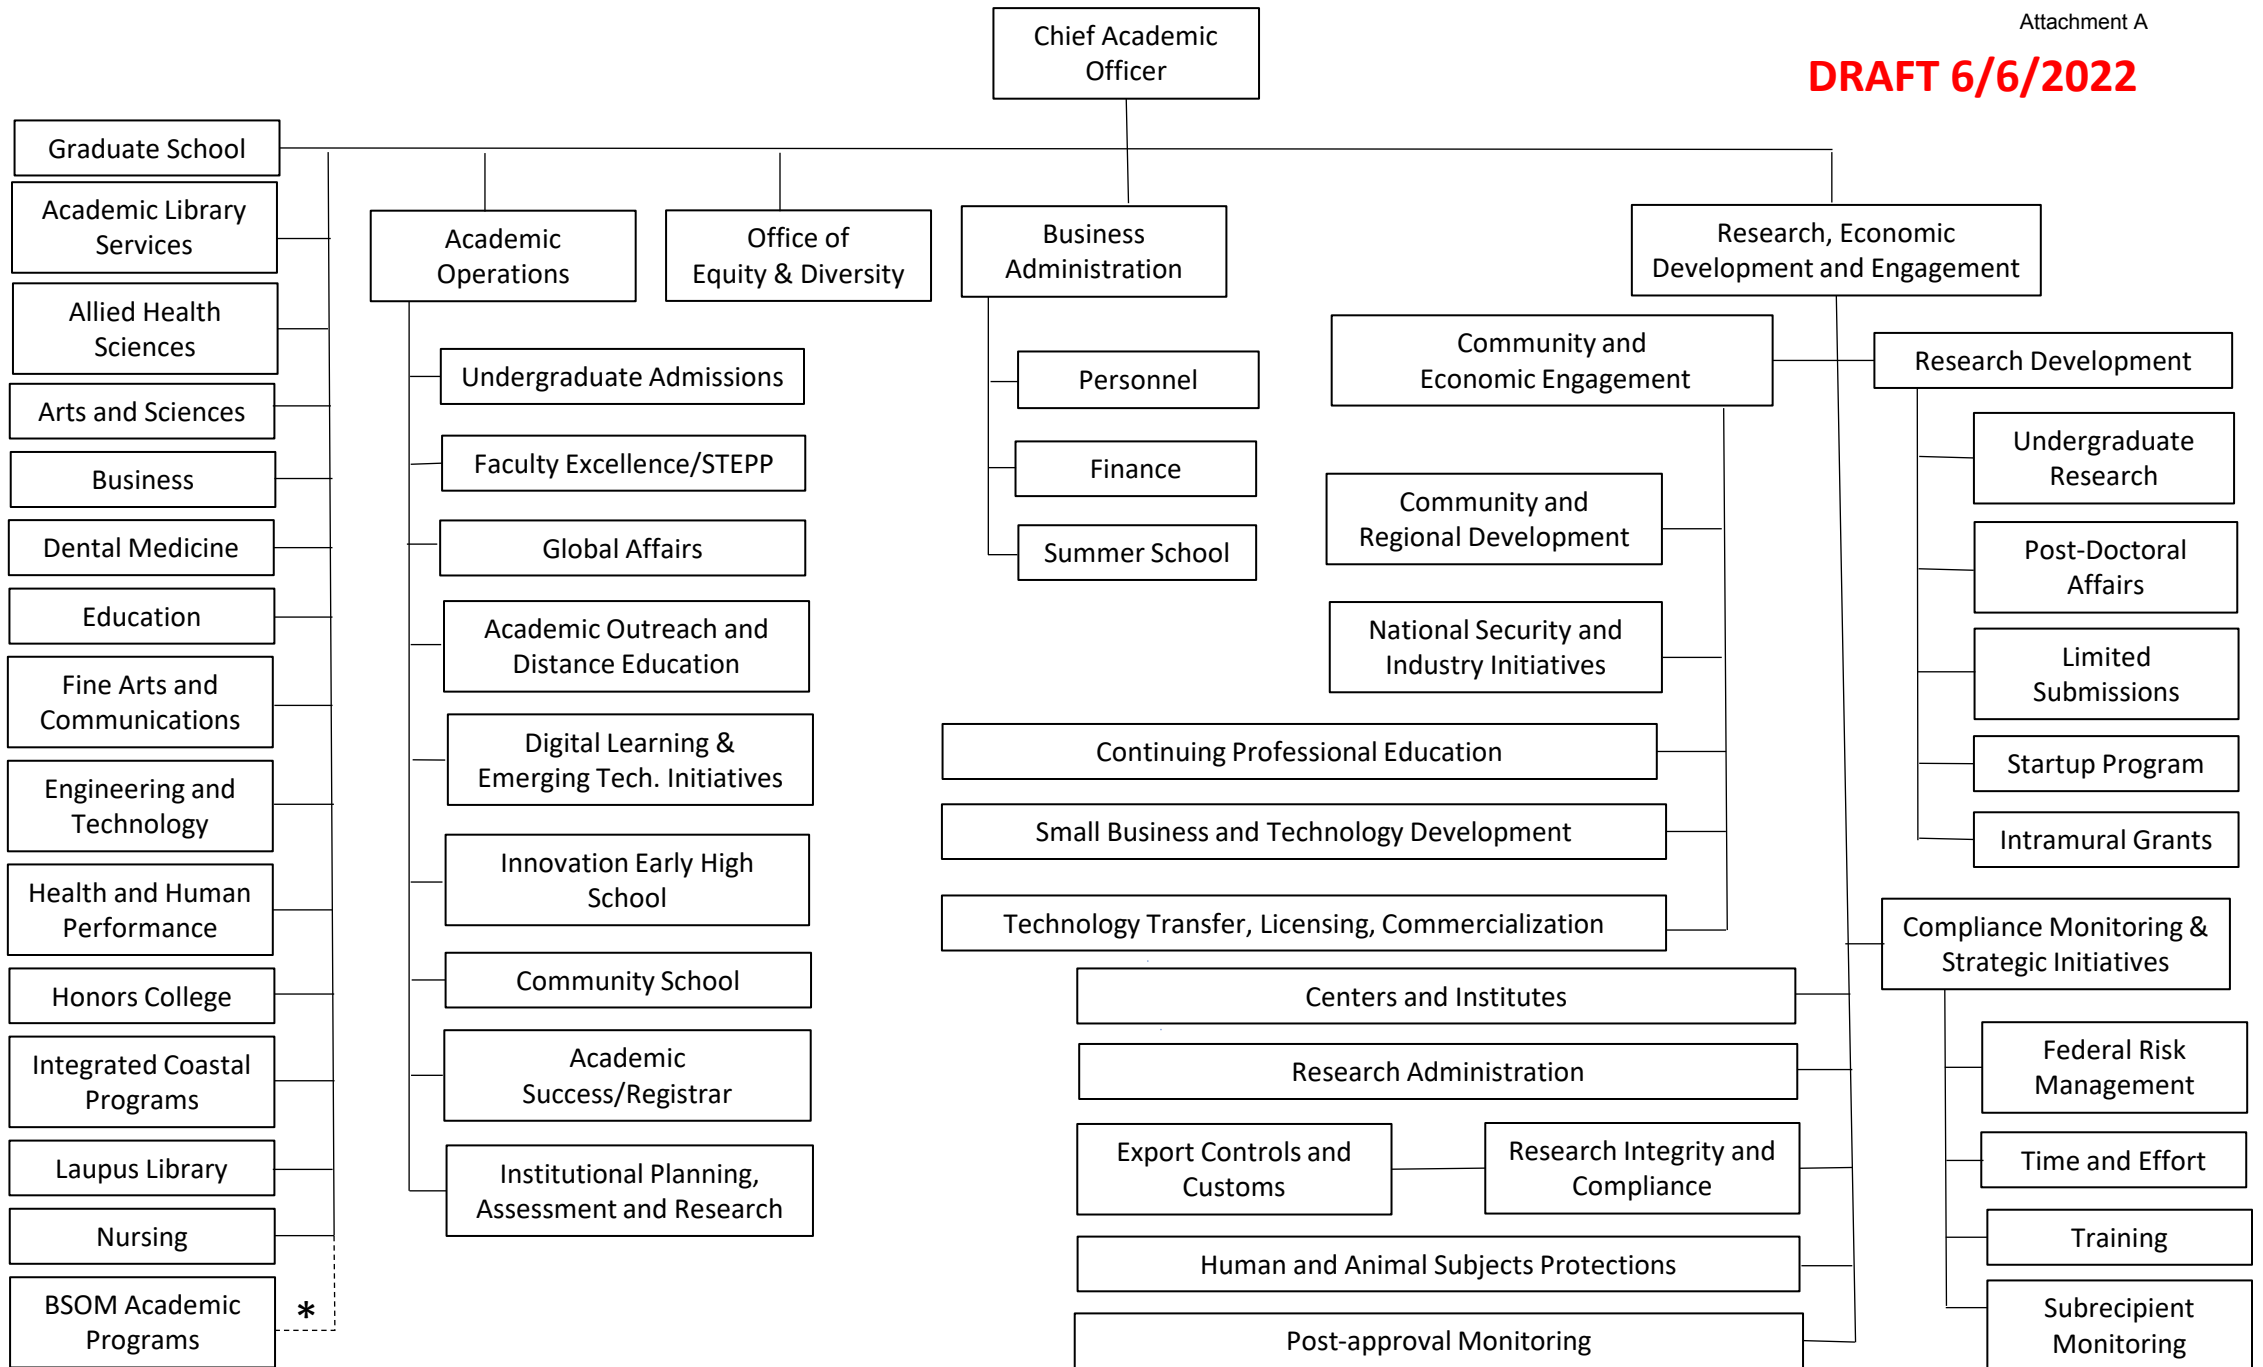 Attachment A
DRAFT 6/6/2022
Chief Academic
Officer
Graduate School
Academic Library
Services
Allied Health
Sciences
Arts and Sciences
Business
Dental Medicine
Education
Fine Arts and
Communications
Engineering and
Technology
Health and Human
Performance
Honors College
Integrated Coastal
Programs
Laupus Library
Nursing
BSOM Academic
Programs
*
Academic
Operations
Undergraduate Admissions
Faculty Excellence/STEPP
Global Affairs
Academic Outreach and
Distance Education
Digital Learning &
Emerging Tech. Initiatives
Innovation Early High
School
Community School
Academic
Success/Registrar
Institutional Planning,
Assessment and Research
Office of
Equity & Diversity
Business
Administration
Personnel
Finance
Summer School
Research, Economic
Development and Engagement
Community and
Economic Engagement
Community and
Regional Development
National Security and
Industry Initiatives
Continuing Professional Education
Small Business and Technology Development
Technology Transfer, Licensing, Commercialization
Research Development
Undergraduate
Research
Post-Doctoral
Affairs
Limited
Submissions
Startup Program
Intramural Grants
Compliance Monitoring &
Strategic Initiatives
Federal Risk
Management
Time and Effort
Training
Subrecipient
Monitoring
Centers and Institutes
Research Administration
Export Controls and
Customs
Research Integrity and
Compliance
Human and Animal Subjects Protections
Post-approval Monitoring